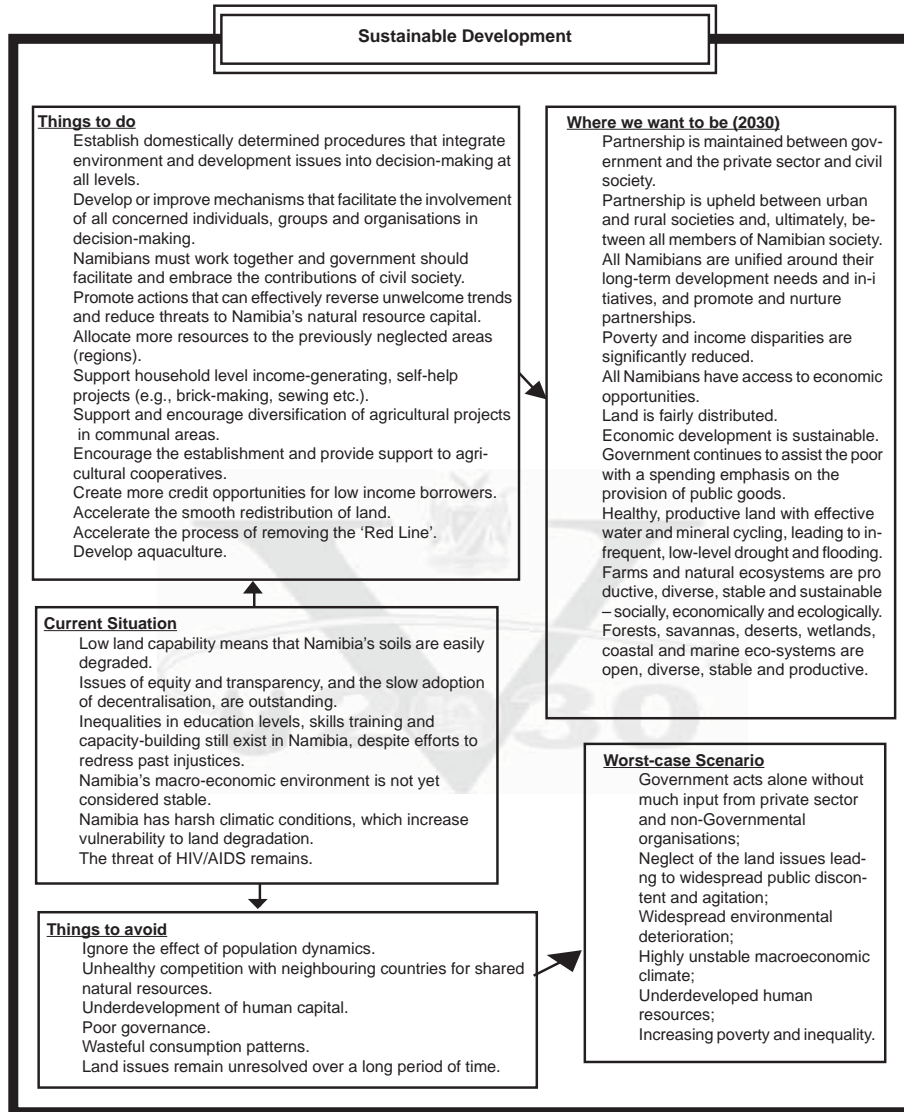 Sustainable Development
Things to do
Establish domestically determined procedures that integrate
environment and development issues into decision-making at
all levels.
Develop or improve mechanisms that facilitate the involvement
of all concerned individuals, groups and organisations in
decision-making.
Namibians must work together and government should
facilitate and embrace the contributions of civil society.
Promote actions that can effectively reverse unwelcome trends
and reduce threats to Namibia's natural resource capital.
Allocate more resources to the previously neglected areas
(regions).
Support household level income-generating, self-help
projects (e.g., brick-making, sewing etc.).
Support and encourage diversification of agricultural projects
in communal areas.
Encourage the establishment and provide support to agri-
cultural cooperatives.
Create more credit opportunities for low income borrowers.
Accelerate the smooth redistribution of land.
Accelerate the process of removing the ‘Red Line’.
Develop aquaculture.
Where we want to be (2030)
Partnership is maintained between gov-
ernment and the private sector and civil
society.
Partnership is upheld between urban
and rural societies and, ultimately, be-
tween all members of Namibian society.
All Namibians are unified around their
long-term development needs and in-i
tiatives, and promote and nurture
partnerships.
Poverty and income disparities are
significantly reduced.
All Namibians have access to economic
opportunities.
Land is fairly distributed.
Economic development is sustainable.
Government continues to assist the poor
with a spending emphasis on the
provision of public goods.
Healthy, productive land with effective
water and mineral cycling, leading to in-
frequent, low-level drought and flooding.
Farms and natural ecosystems are pro
ductive, diverse, stable and sustainable
– socially, economically and ecologically.
Forests, savannas, deserts, wetlands,
coastal and marine eco-systems are
open, diverse, stable and productive.
Current Situation
Low land capability means that Namibia's soils are easily
degraded.
Issues of equity and transparency, and the slow adoption
of decentralisation, are outstanding.
Inequalities in education levels, skills training and
capacity-building still exist in Namibia, despite efforts to
redress past injustices.
Namibia's macro-economic environment is not yet
considered stable.
Namibia has harsh climatic conditions, which increase
vulnerability to land degradation.
The threat of HIV/AIDS remains.
Things to avoid
Ignore the effect of population dynamics.
Unhealthy competition with neighbouring countries for shared
natural resources.
Underdevelopment of human capital.
Poor governance.
Wasteful consumption patterns.
Land issues remain unresolved over a long period of time.
Worst-case Scenario
Government acts alone without
much input from private sector
and non-Governmental
organisations;
Neglect of the land issues lead-
ing to widespread public discon-
tent and agitation;
Widespread environmental
deterioration;
Highly unstable macroeconomic
climate;
Underdeveloped human
resources;
Increasing poverty and inequality.